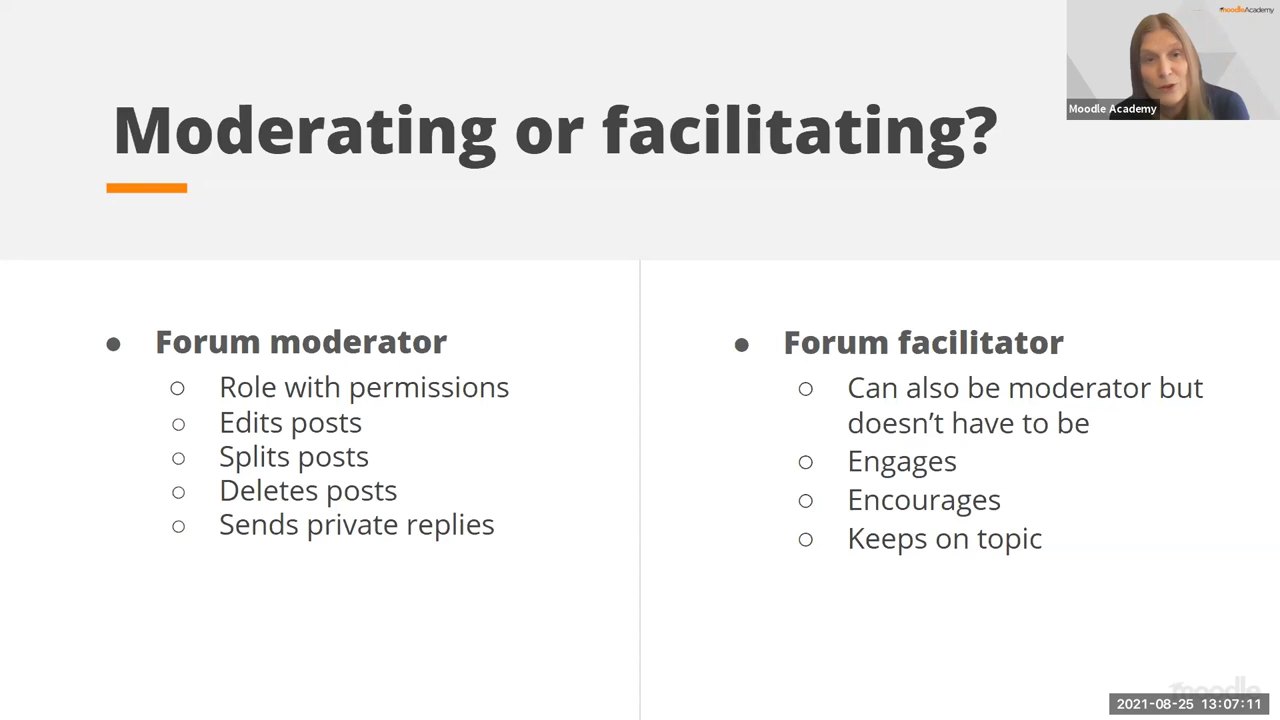 moodleAcademy
Moodle Academy
Moderating or facilitating?
Forum moderator
Role with permissions
Edits posts
Splits posts
Deletes posts
Sends private replies
Forum facilitator
Can also be moderator but
doesn’t have to be
Engages
Encourages
Keeps on topic
moodle
2021-08-25 13:07:11